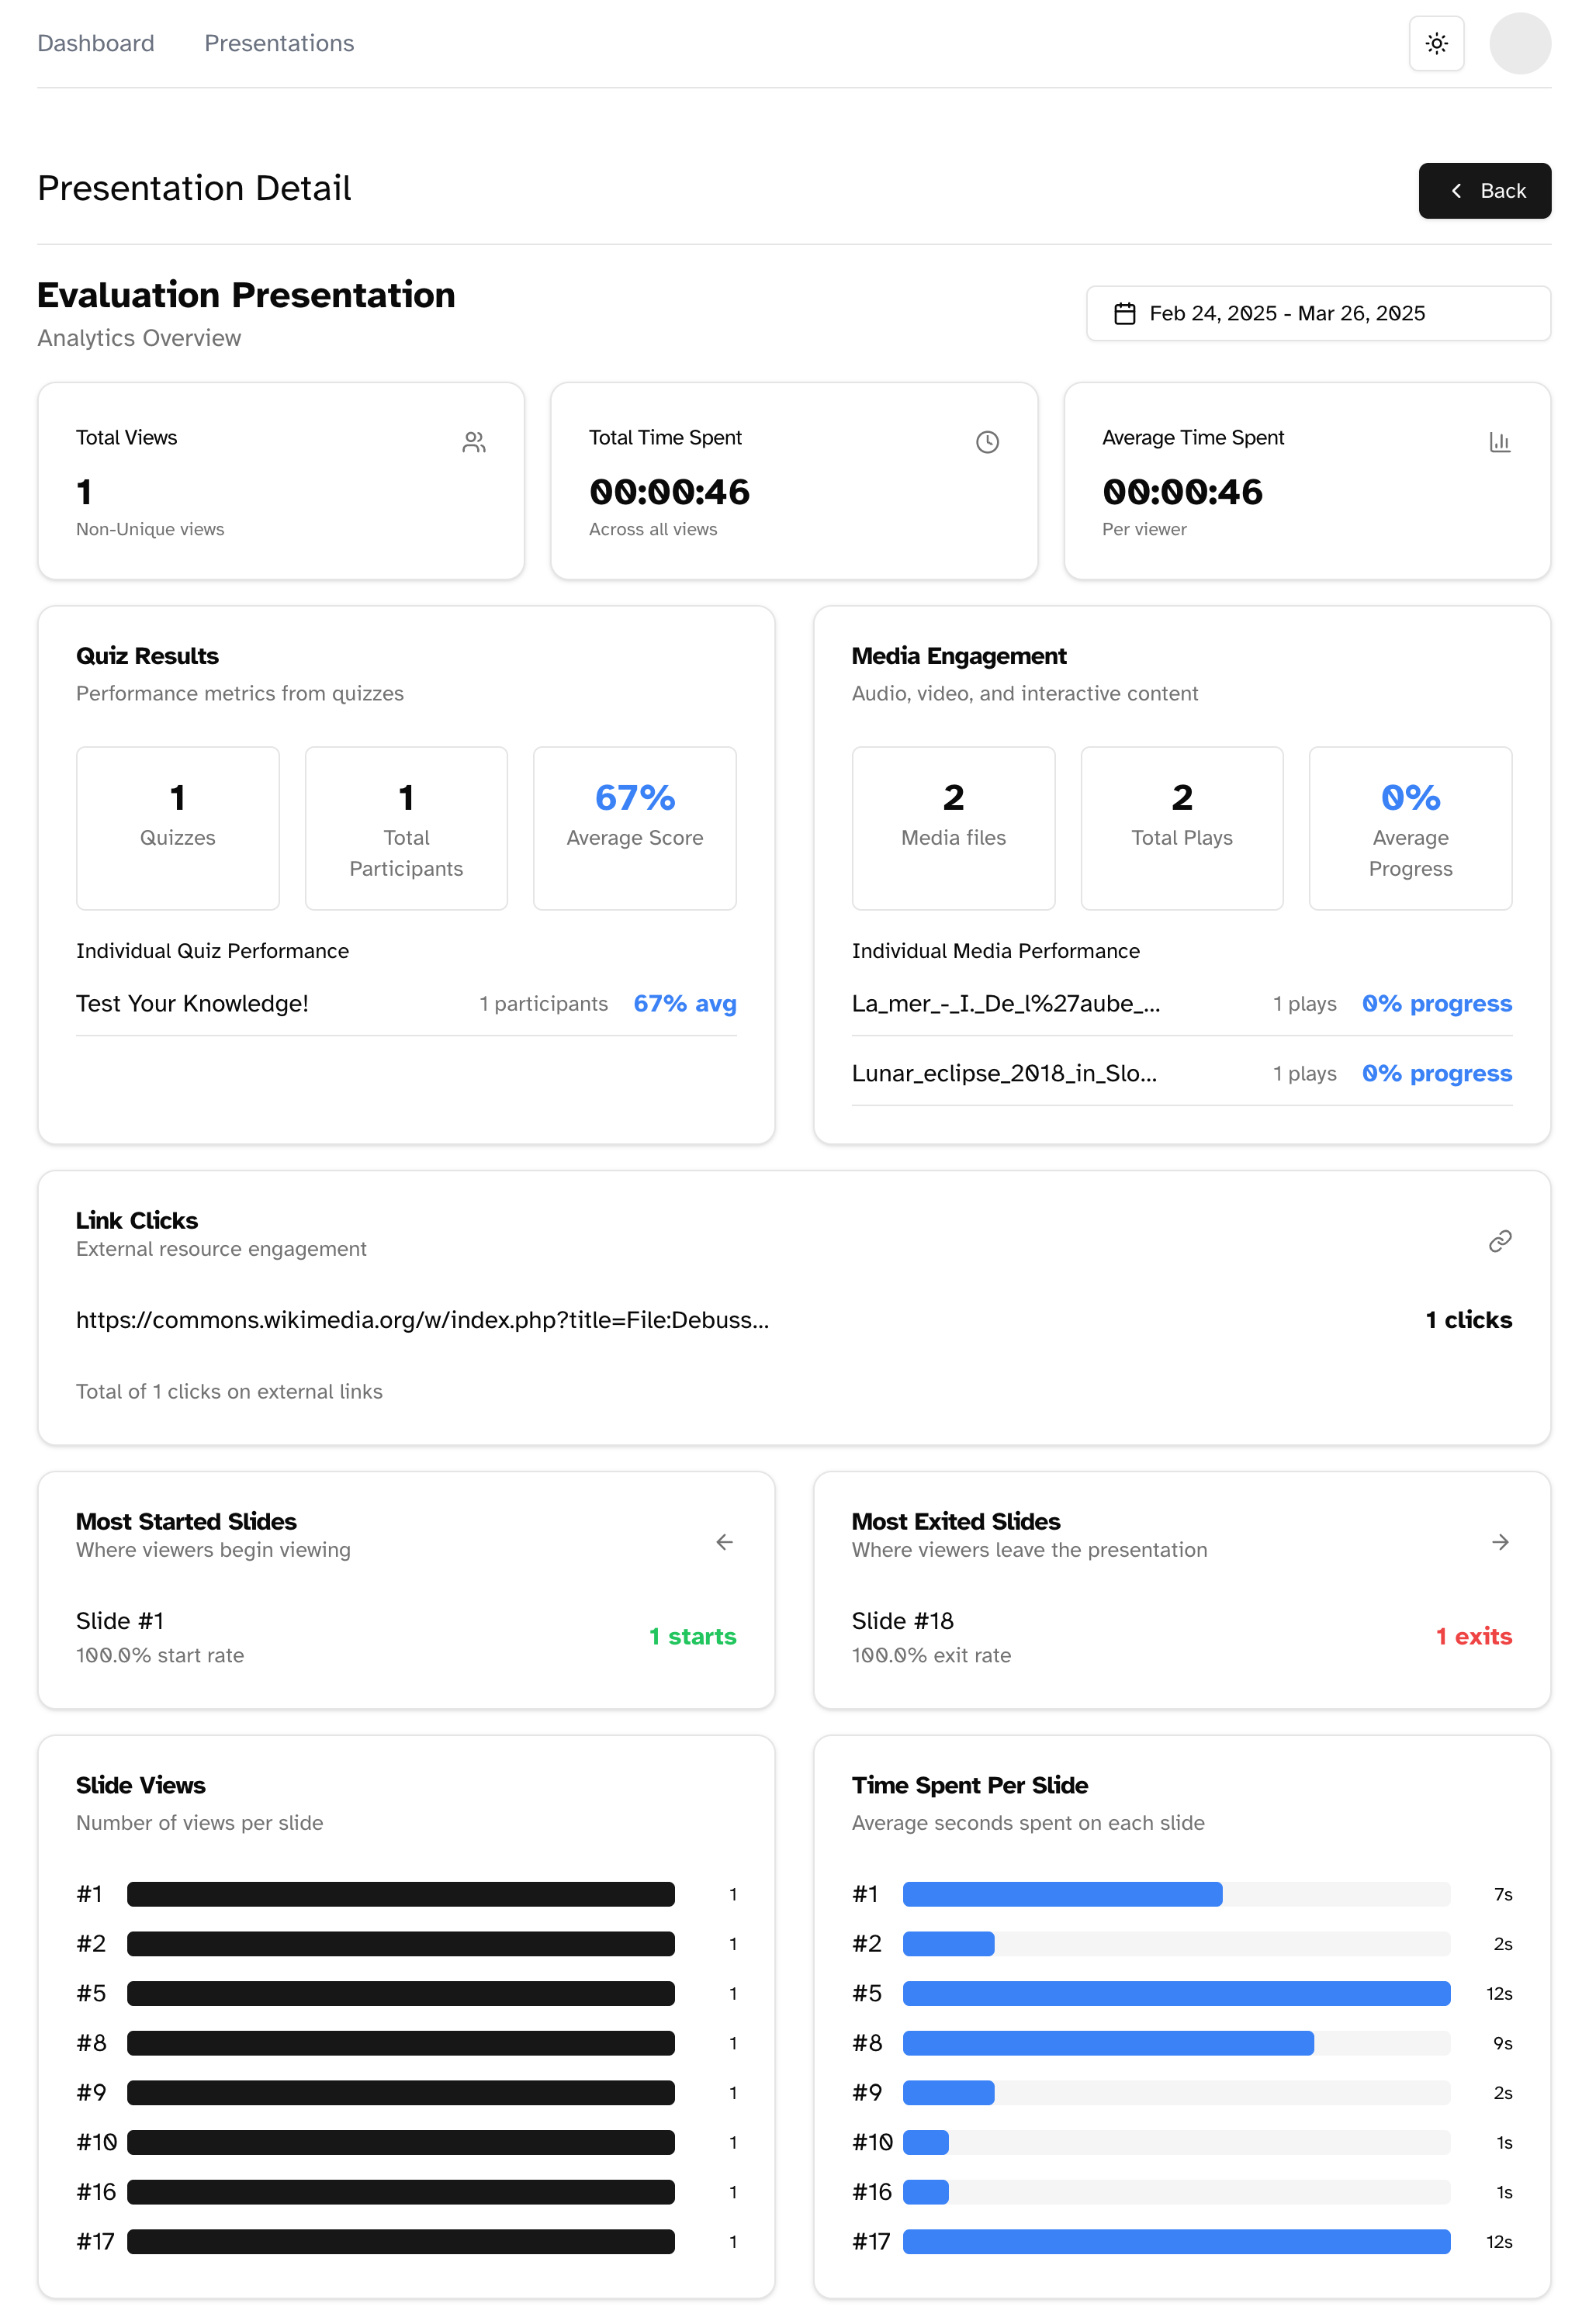 Dashboard
Presentations
Presentation Detail
Back
Evaluation Presentation
Analytics Overview
Feb 24, 2025 - Mar 26, 2025
Total Views
1
Non-Unique views
Total Time Spent
00:00:46
Across all views
Average Time Spent
00:00:46
Per viewer
Quiz Results
Performance metrics from quizzes
1
Quizzes
1
Total
Participants
67%
Average Score
Individual Quiz Performance
Test Your Knowledge! 1 participants 67% avg
Media Engagement
Audio, video, and interactive content
2
Media files
2
Total Plays
0%
Average
Progress
Individual Media Performance
La_mer_-_I._De_l%27aube_... 1 plays 0% progress
Lunar_eclipse_2018_in_Slo... 1 plays 0% progress
Link Clicks
External resource engagement
https://commons.wikimedia.org/w/index.php?title=File:Debuss... 1 clicks
Total of 1 clicks on external links
Most Started Slides
Where viewers begin viewing
Slide #1
100.0% start rate
1 starts
Most Exited Slides
Where viewers leave the presentation
Slide #18
100.0% exit rate
1 exits
Slide Views
Number of views per slide
#1 1
#2 1
#5 1
#8 1
#9 1
#10 1
#16 1
#17 1
Time Spent Per Slide
Average seconds spent on each slide
#1 7s
#2 2s
#5 12s
#8 9s
#9 2s
#10 1s
#16 1s
#17 12s